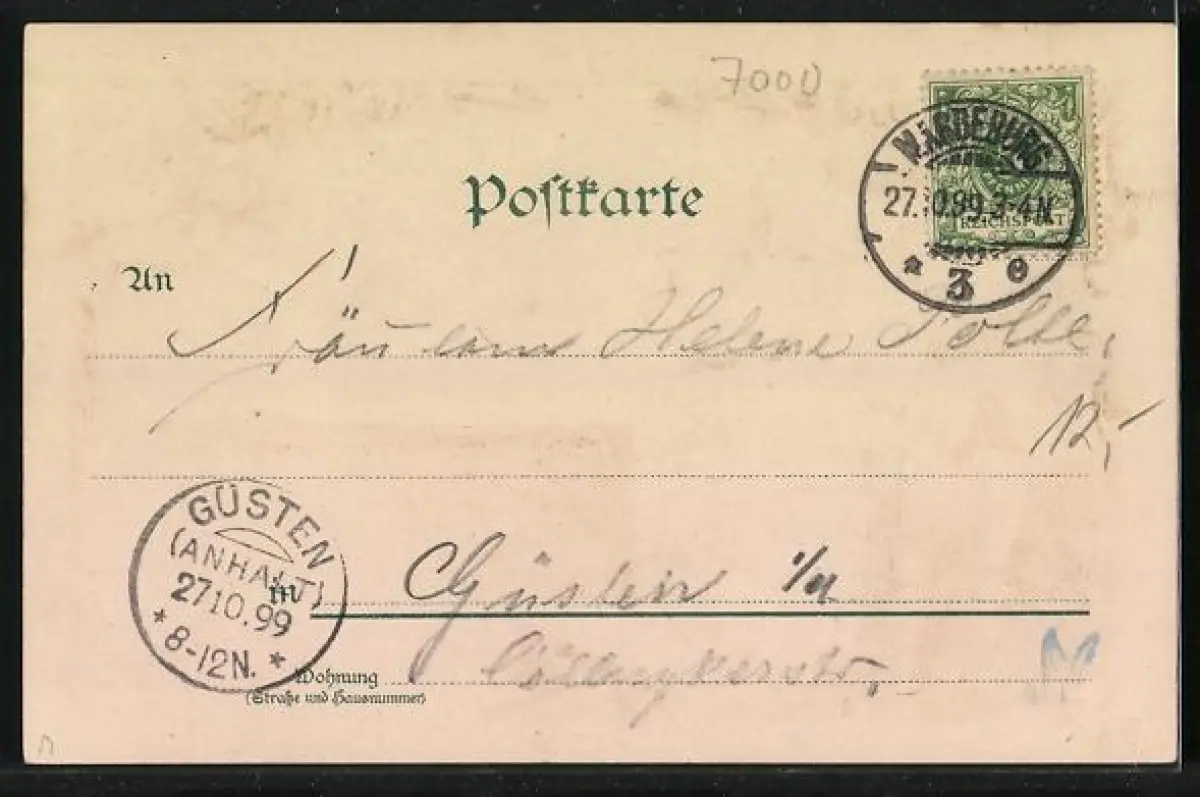 7000
MAGDEBURG
27.10.99.3-4N
* 3 e
REICHSPOST
Postkarte
An
Fräulein Helene
12,-
GÜSTEN
(ANHALT)
27.10.99
* 8-12N. *
in Güsten i/A
Wohnung
(Straße und Hausnummer)